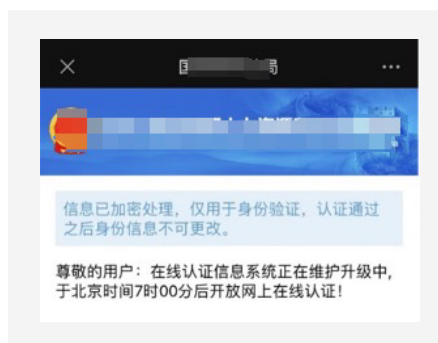 国
局
信息已加密处理，仅用于身份验证，认证通过
之后身份信息不可更改。
尊敬的用户：在线认证信息系统正在维护升级中，
于北京时间7时00分后开放网上在线认证！